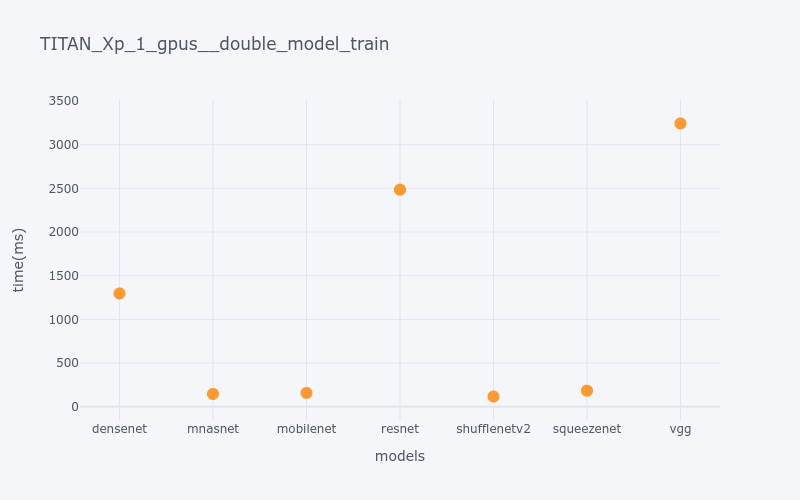 TITAN_Xp_1_gpus__double_model_train
3500
3000
2500
2000
1500
1000
500
0
time(ms)
densenet mnasnet mobilenet resnet shufflenetv2 squeezenet vgg
models